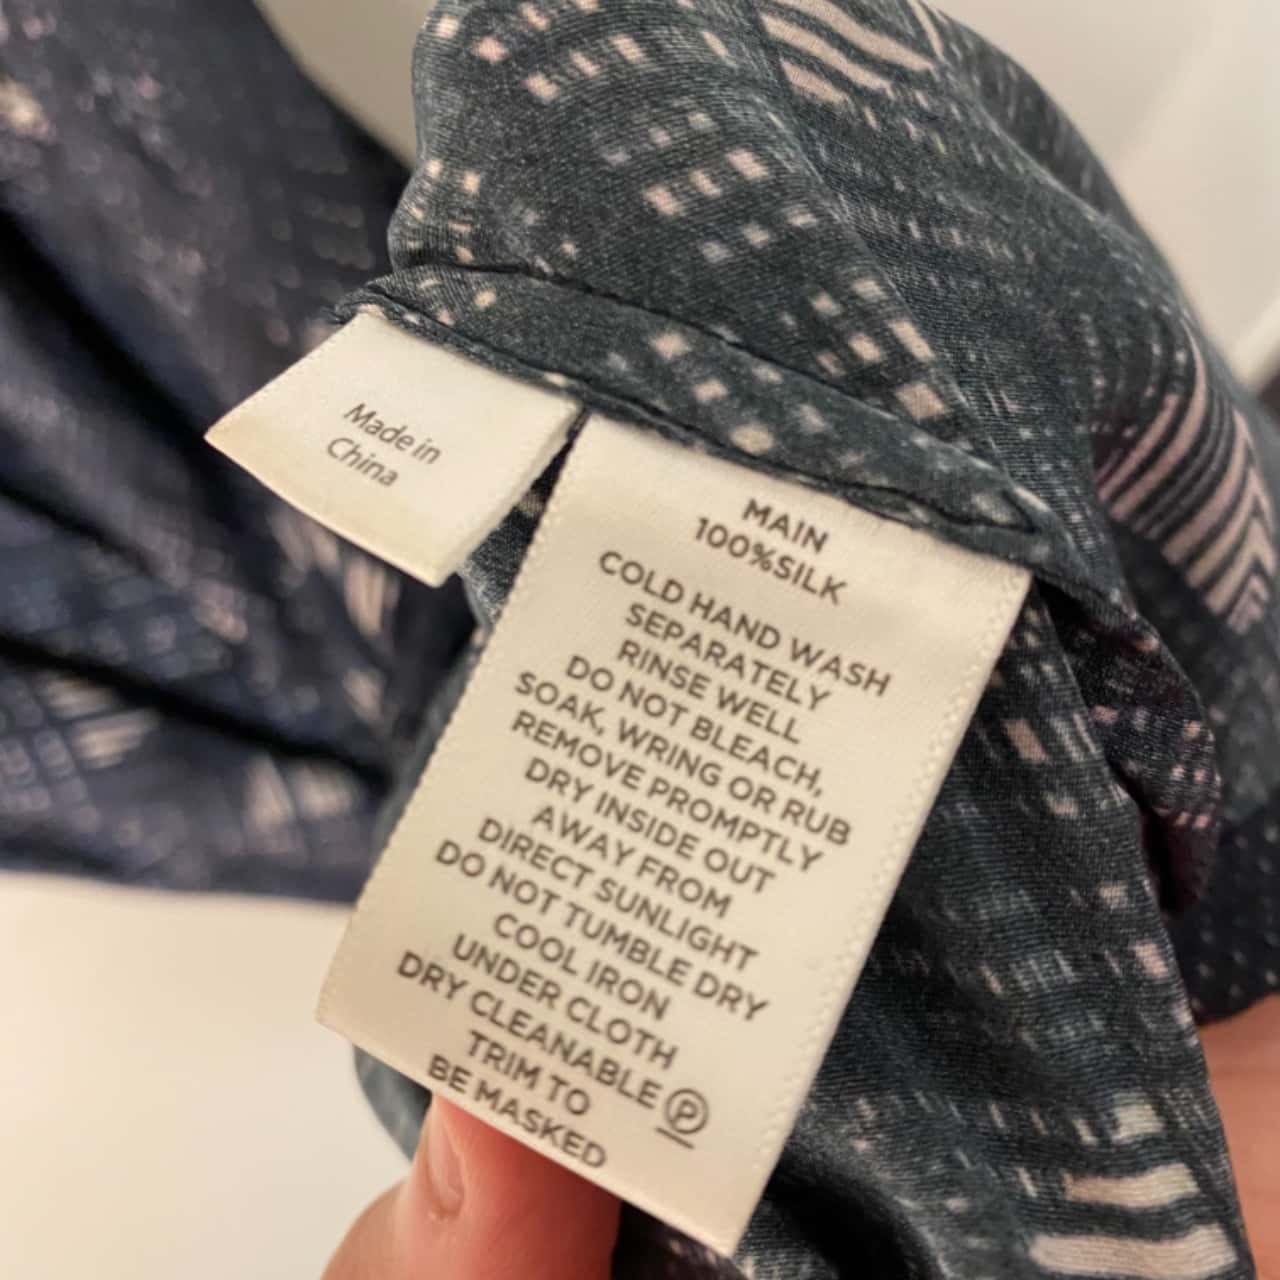 Made in
China
MAIN
100%SILK
COLD HAND WASH
SEPARATELY
RINSE WELL
DO NOT BLEACH,
SOAK, WRING OR RUB
REMOVE PROMPTLY
DRY INSIDE OUT
AWAY FROM
DIRECT SUNLIGHT
DO NOT TUMBLE DRY
COOL IRON
UNDER CLOTH
DRY CLEANABLE P
TRIM TO
BE MASKED